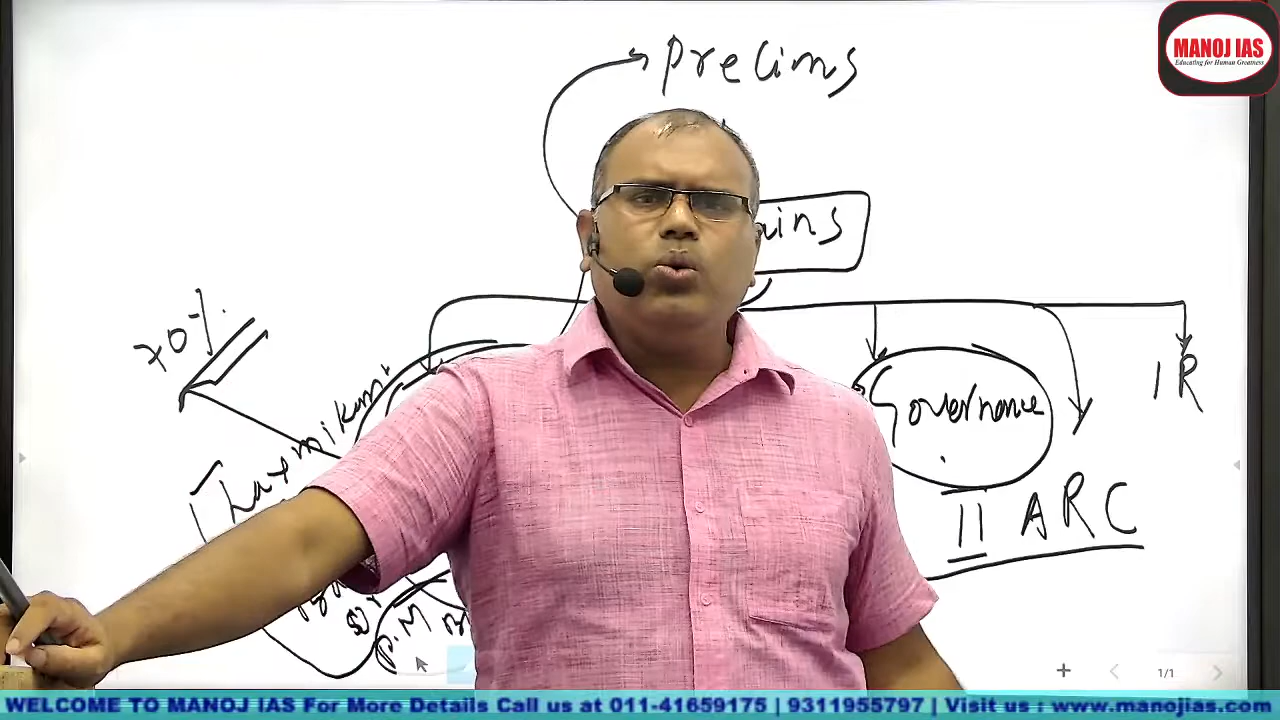 MANOJ IAS
Educating for Human Greatness
Prelims
ains
70%
Laxmikant
Governance
IR
II ARC
P.M
1/1
WELCOME TO MANOJ IAS For More Details Call us at 011-41659175 | 9311955797 | Visit us : www.manojias.com